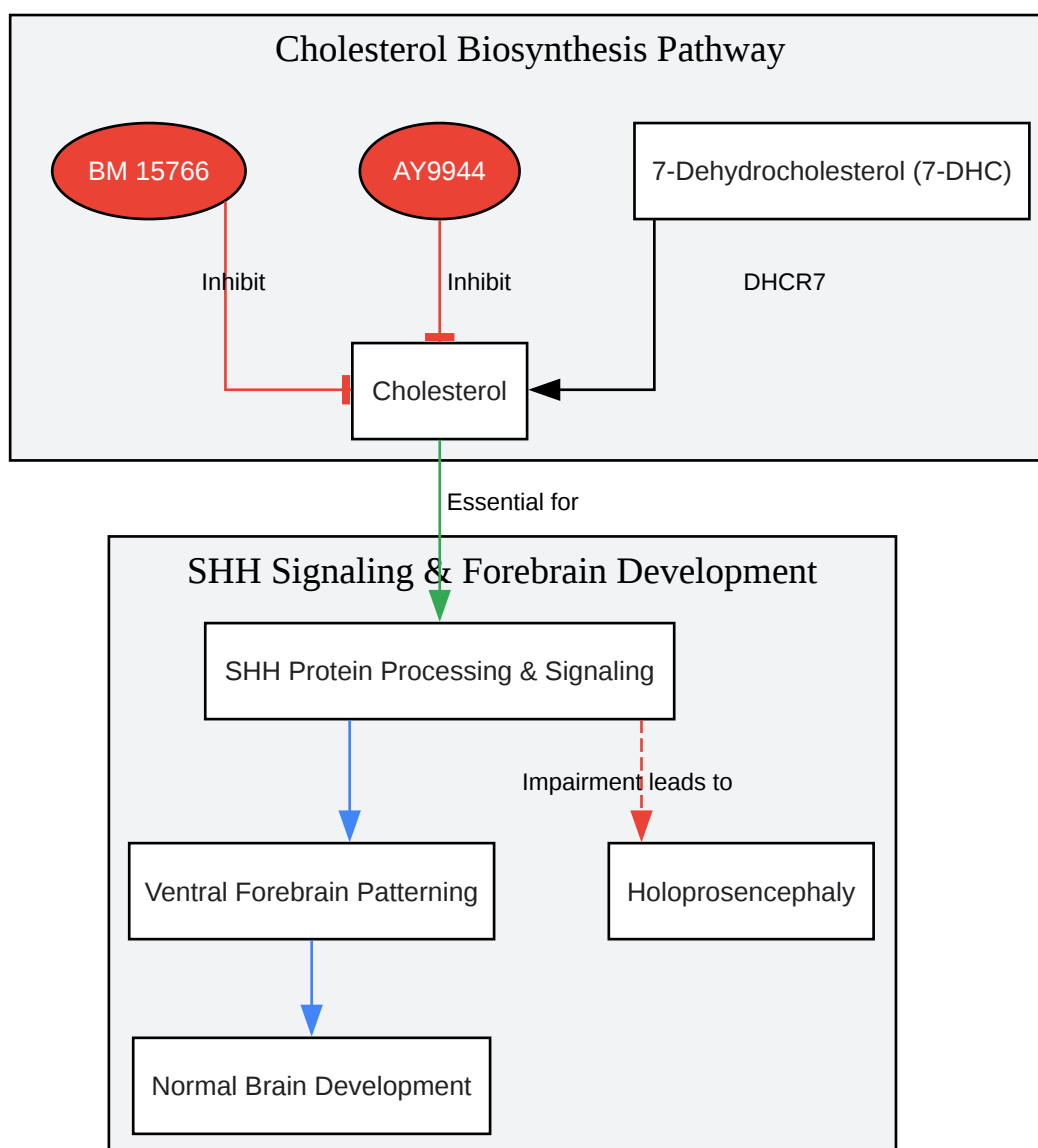 Cholesterol Biosynthesis Pathway
BM 15766
AY9944
7-Dehydrocholesterol (7-DHC)
Inhibit
Inhibit
DHCR7
Cholesterol
Essential for
SHH Signaling & Forebrain Development
SHH Protein Processing & Signaling
Impairment leads to
Ventral Forebrain Patterning
Holoprosencephaly
Normal Brain Development